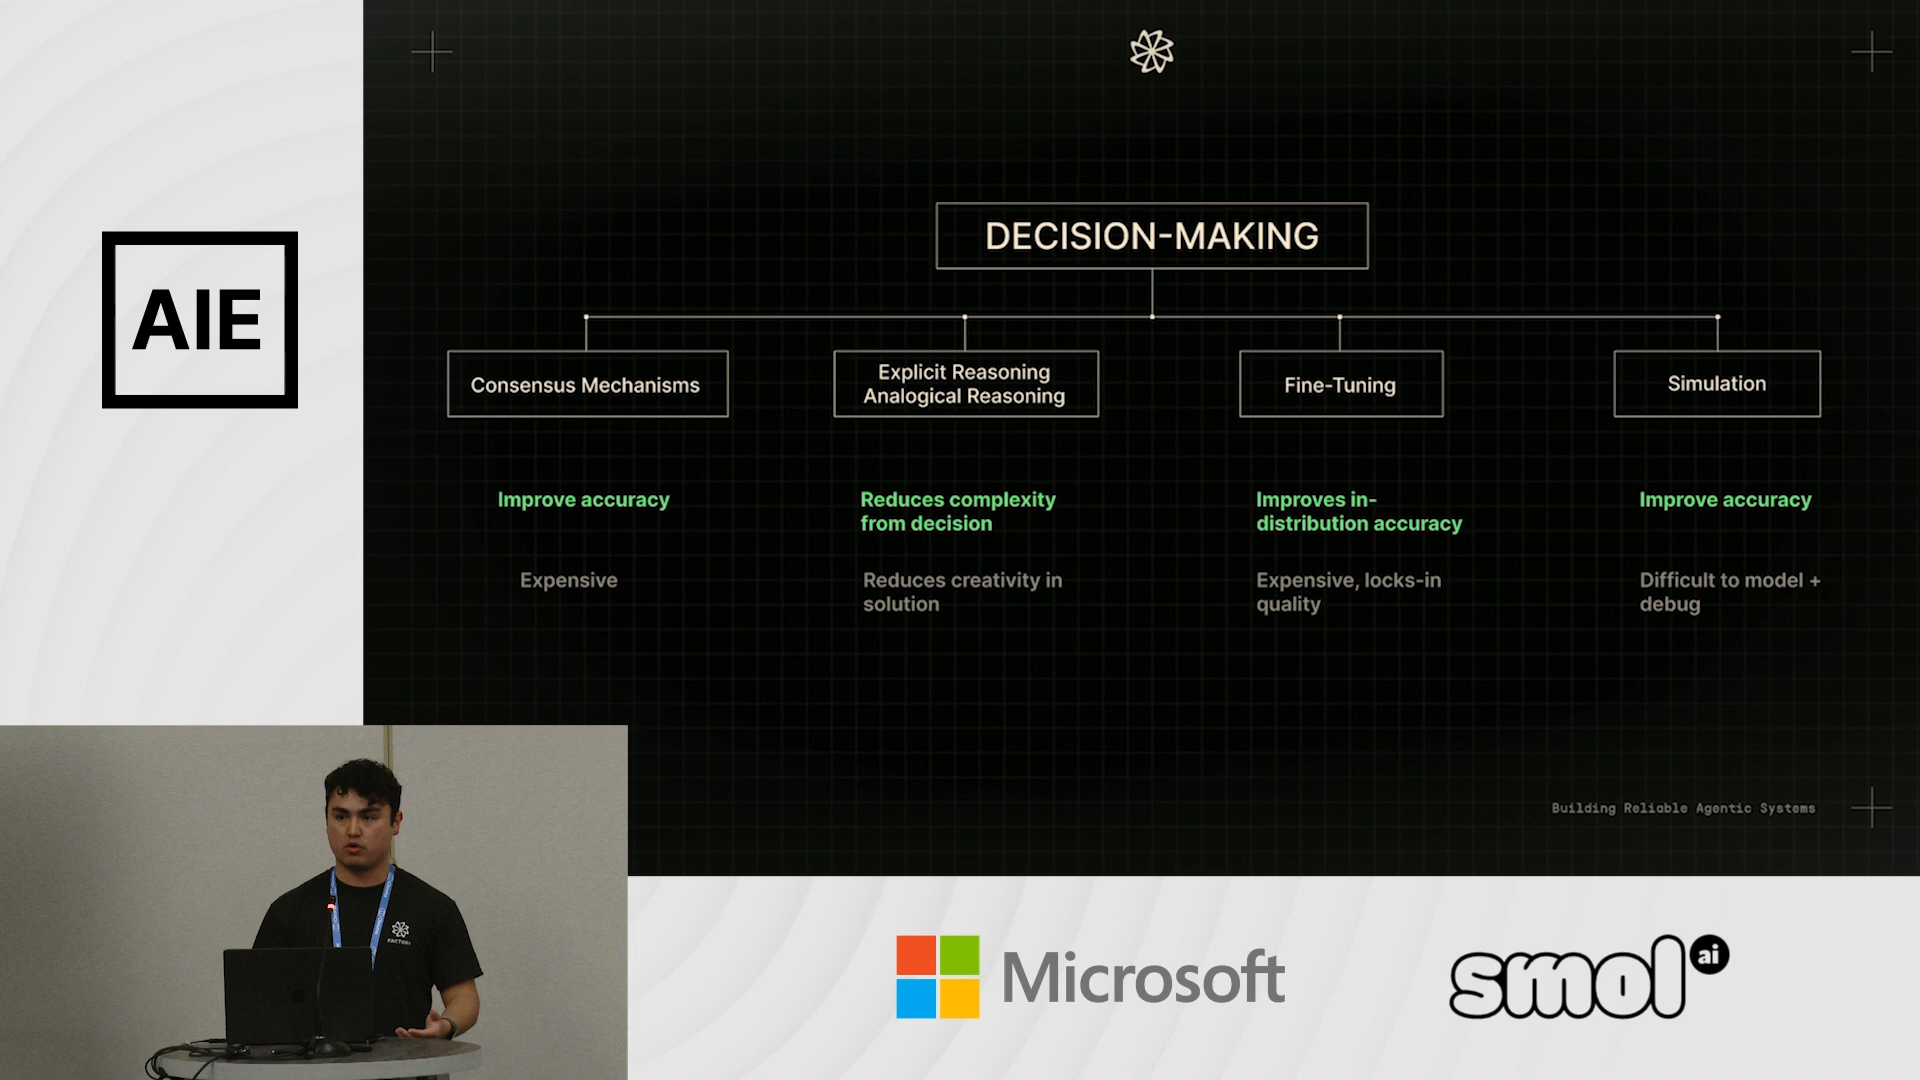 AIE
DECISION-MAKING
Consensus Mechanisms
Explicit Reasoning
Analogical Reasoning
Fine-Tuning
Simulation
Improve accuracy
Reduces complexity
from decision
Improves in-
distribution accuracy
Improve accuracy
Expensive
Reduces creativity in
solution
Expensive, locks-in
quality
Difficult to model +
debug
Building Reliable Agentic Systems
FACTORY
Microsoft
smol ai